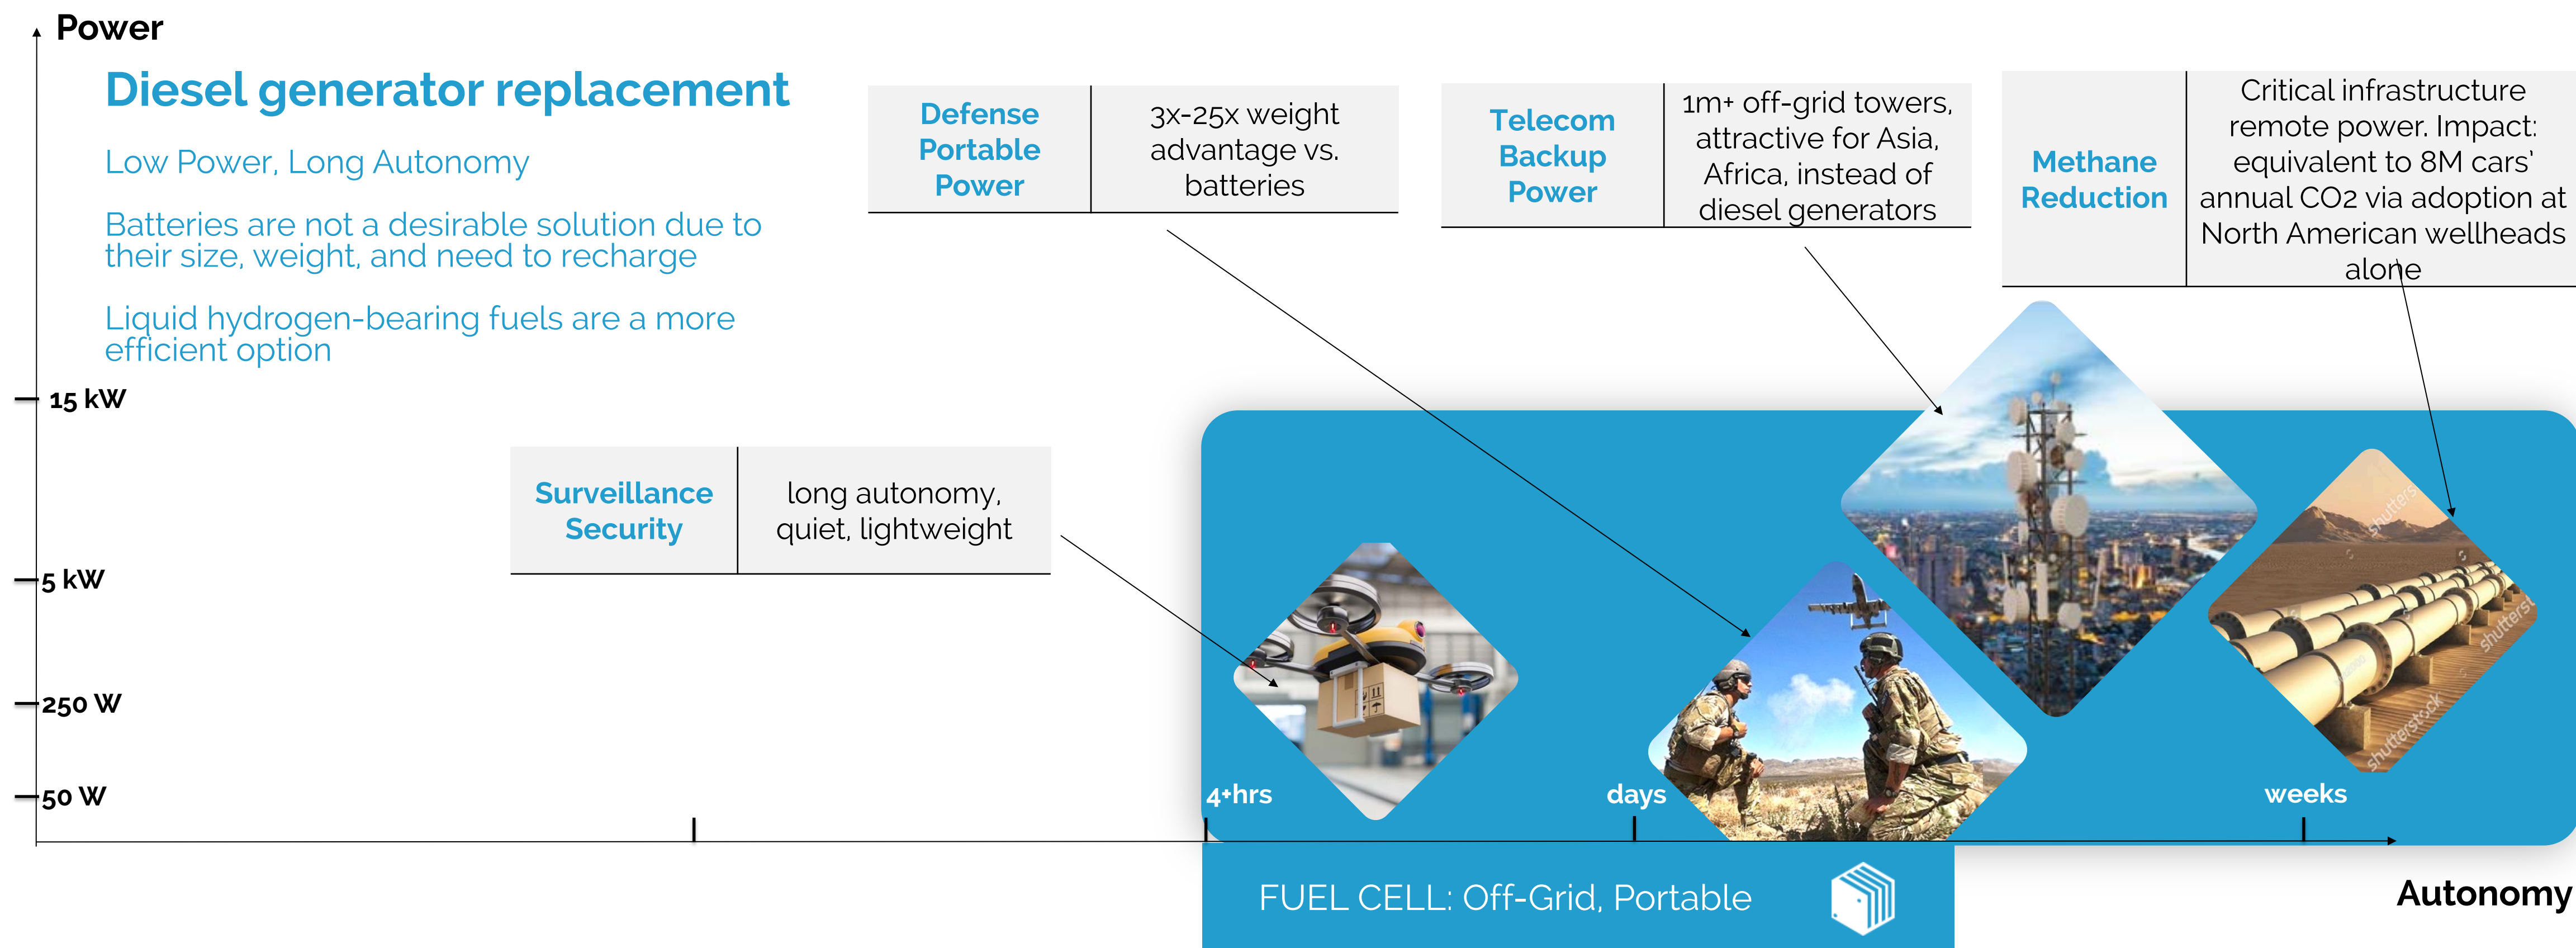 Power
Diesel generator replacement
Low Power, Long Autonomy
Batteries are not a desirable solution due to
their size, weight, and need to recharge
Liquid hydrogen-bearing fuels are a more
efficient option
Defense
Portable
Power
3x-25x weight
advantage vs.
batteries
Telecom
Backup
Power
1m+ off-grid towers,
attractive for Asia,
Africa, instead of
diesel generators
Methane
Reduction
Critical infrastructure
remote power. Impact:
equivalent to 8M cars'
annual CO2 via adoption at
North American wellheads
alone
15 kW
Surveillance
Security
long autonomy,
quiet, lightweight
5 kW
250 W
50 W
shutters
shutterst
shutterstock
4+hrs
days
weeks
FUEL CELL: Off-Grid, Portable
Autonomy